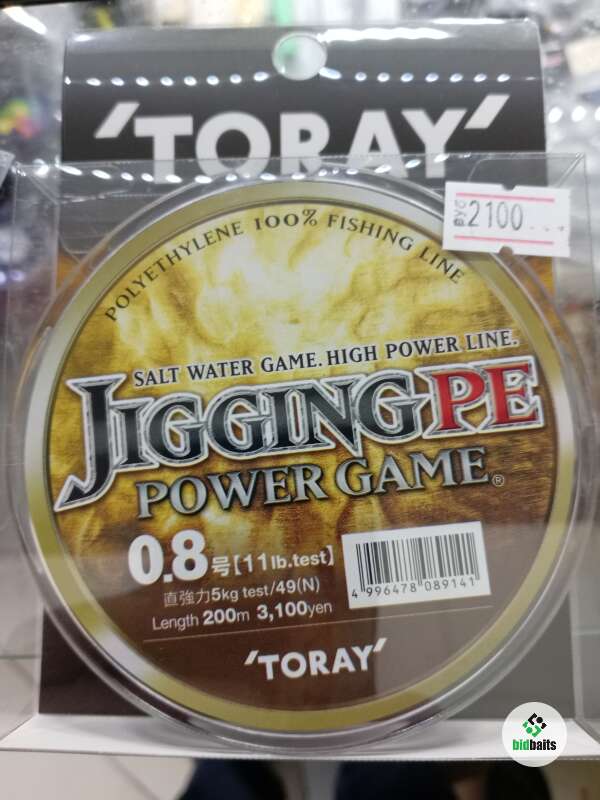 'TORAY'
руб
2100
POLYETHYLENE 100% FISHING LINE
SALT WATER GAME. HIGH POWER LINE.
JIGGING PE
POWER GAME®
0.8号[11lb.test]
直強力5kg test/49(N)
Length 200m 3,100yen
4 996478 089141
'TORAY'
bidbaits